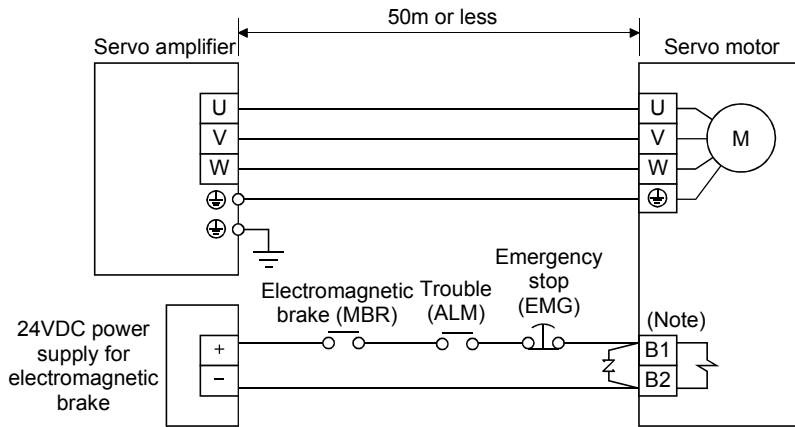 50m or less
Servo amplifier
Servo motor
U
V
W
U
V
W
M
Electromagnetic
brake (MBR)
Trouble
(ALM)
Emergency
stop
(EMG)
24VDC power
supply for
electromagnetic
brake
+
−
(Note)
B1
B2